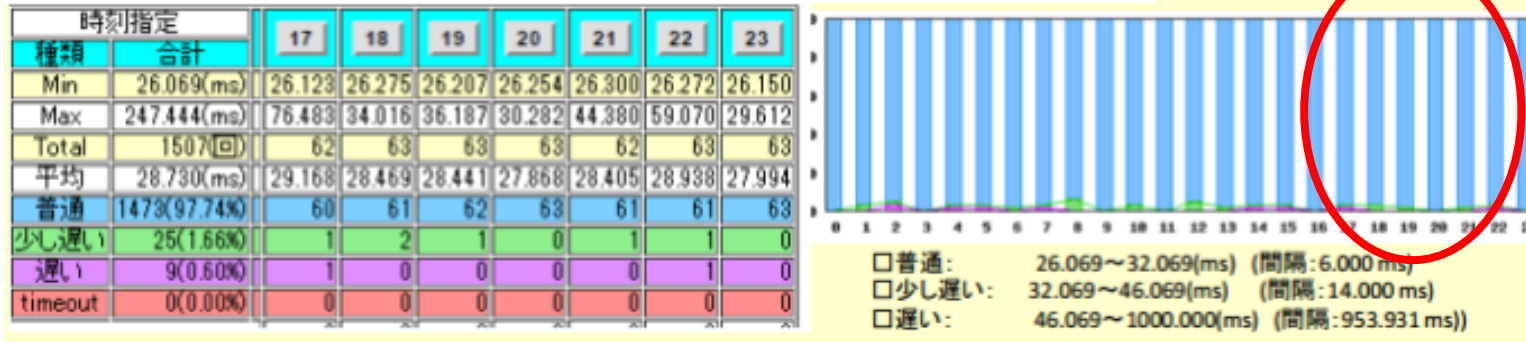 時刻指定 17 18 19 20 21 22 23
種類 合計
Min 26.069(ms) 26.123 26.275 26.207 26.254 26.300 26.272 26.150
Max 247.444(ms) 76.483 34.016 36.187 30.282 44.380 59.070 29.612
Total 1507(回) 62 63 63 63 62 63 63
平均 28.730(ms) 29.168 28.469 28.441 27.868 28.405 28.938 27.994
普通 1473(97.74%) 60 61 62 63 61 61 63
少し遅い 25(1.66%) 1 2 1 0 1 1 0
遅い 9(0.60%) 1 0 0 0 0 1 0
timeout 0(0.00%) 0 0 0 0 0 0 0
0 1 2 3 4 5 6 7 8 9 10 11 12 13 14 15 16 17 18 19 20 21 22
□普通: 26.069～32.069(ms) (間隔:6.000 ms)
□少し遅い: 32.069～46.069(ms) (間隔:14.000 ms)
□遅い: 46.069～1000.000(ms) (間隔:953.931 ms))